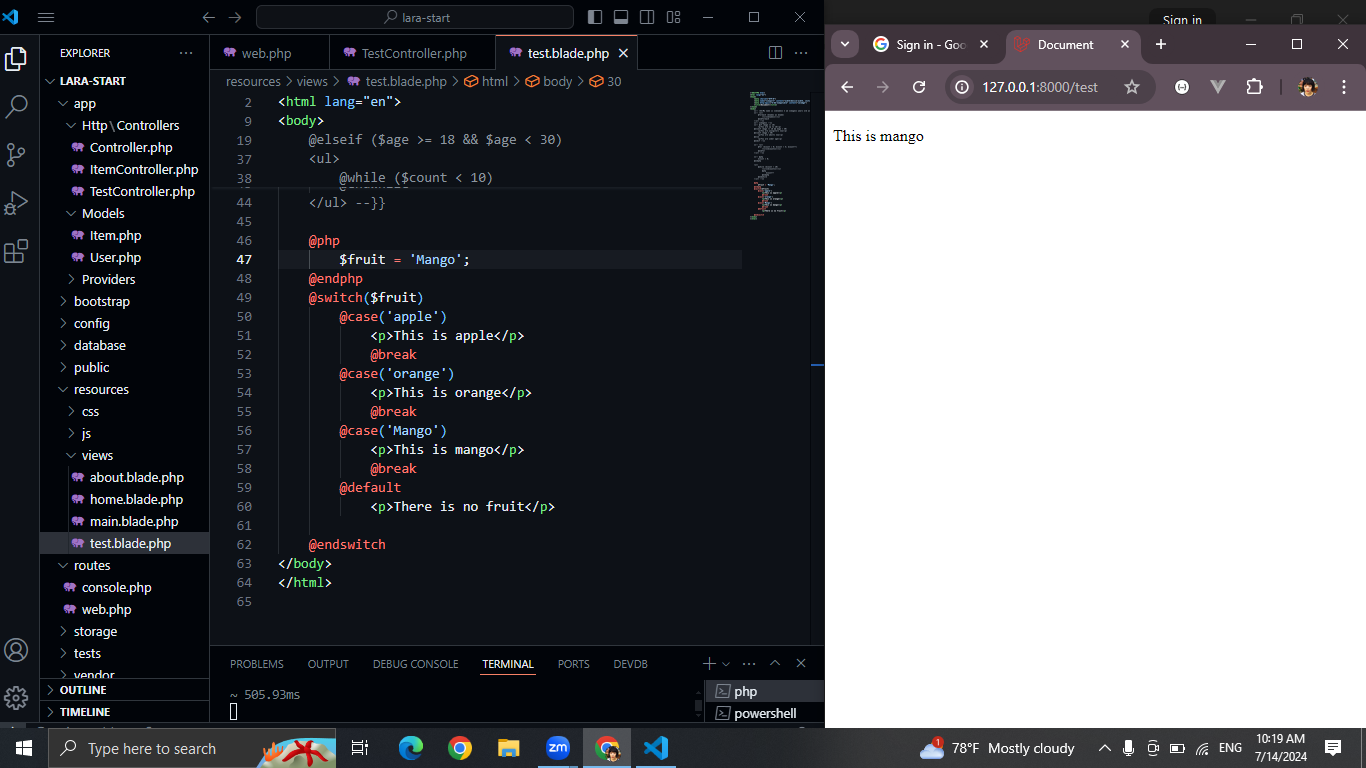 lara-start
EXPLORER
LARA-START
app
Http\Controllers
Controller.php
ItemController.php
TestController.php
Models
Item.php
User.php
Providers
bootstrap
config
database
public
resources
css
js
views
about.blade.php
home.blade.php
main.blade.php
test.blade.php
routes
console.php
web.php
storage
tests
vendor
OUTLINE
TIMELINE
web.php
TestController.php
test.blade.php
resources > views > test.blade.php > html > body > 30
2 <html lang="en">
9 <body>
19 @elseif ($age >= 18 && $age < 30)
37 <ul>
38 @while ($count < 10)
44 </ul> --}}
45
46 @php
47 $fruit = 'Mango';
48 @endphp
49 @switch($fruit)
50 @case('apple')
51 <p>This is apple</p>
52 @break
53 @case('orange')
54 <p>This is orange</p>
55 @break
56 @case('Mango')
57 <p>This is mango</p>
58 @break
59 @default
60 <p>There is no fruit</p>
61
62 @endswitch
63 </body>
64 </html>
65
PROBLEMS OUTPUT DEBUG CONSOLE TERMINAL PORTS DEVDB
~ 505.93ms
php
powershell
Sign in
Sign in - Goo
Document
127.0.0.1:8000/test
This is mango
Type here to search
zm
1
78°F Mostly cloudy
ENG
10:19 AM
7/14/2024